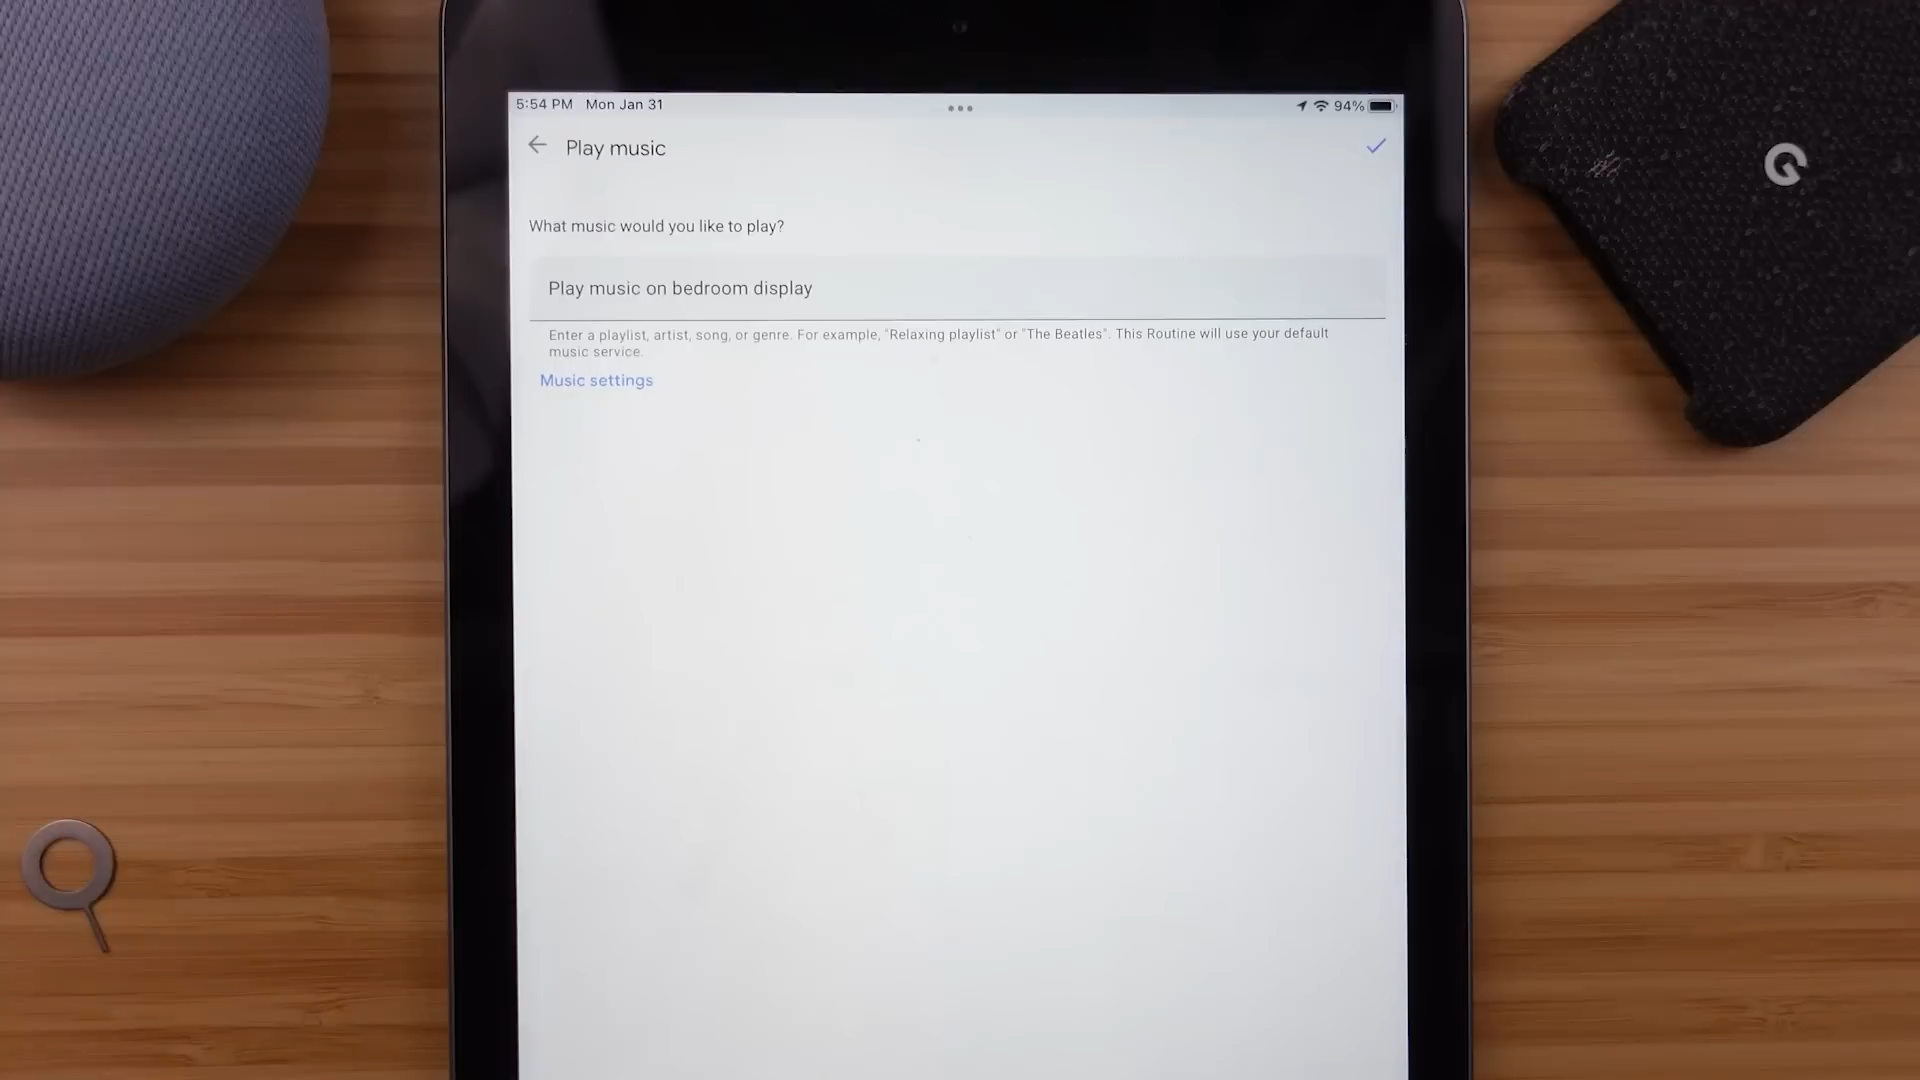 5:54 PM Mon Jan 31
94%
Play music
What music would you like to play?
Play music on bedroom display
Enter a playlist, artist, song, or genre. For example, "Relaxing playlist" or "The Beatles". This Routine will use your default
music service.
Music settings